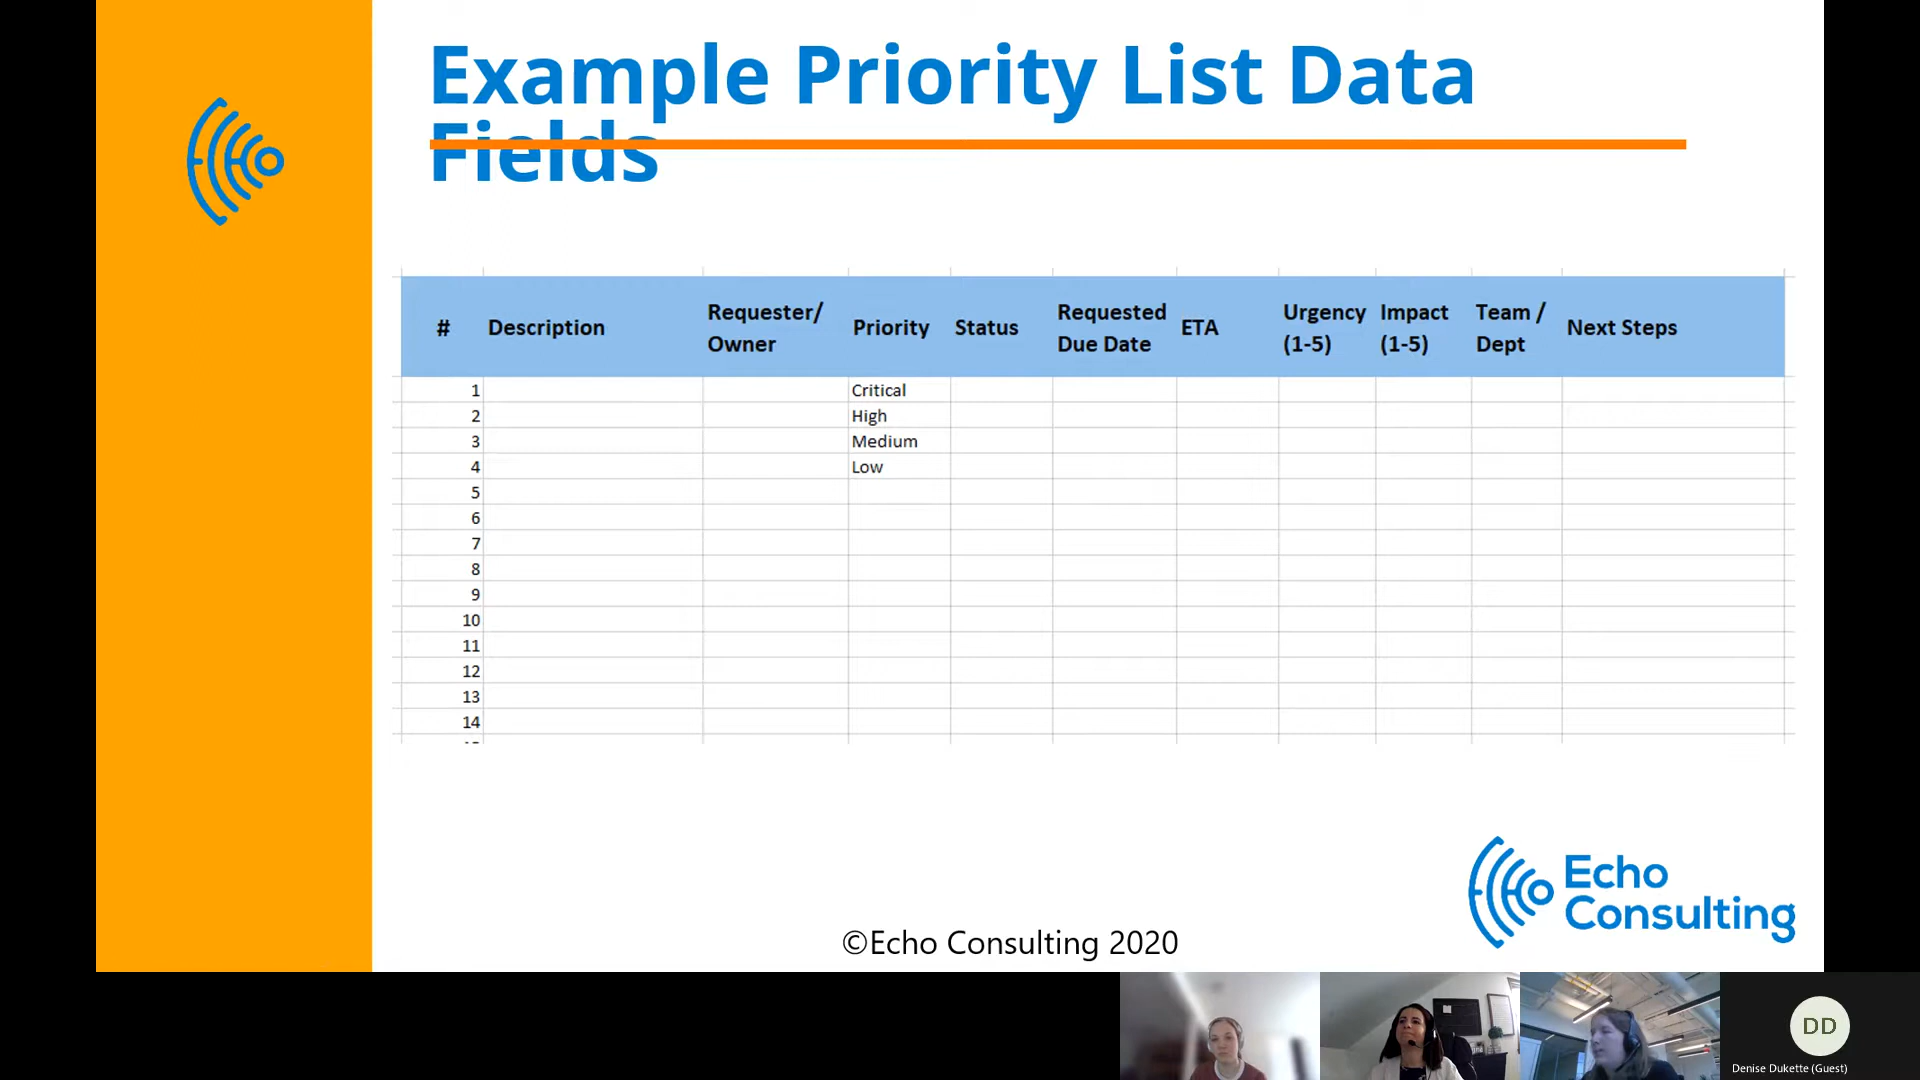 Example Priority List Data
Fields
# Description Requester/ Owner Priority Status Requested Due Date ETA Urgency (1-5) Impact (1-5) Team / Dept Next Steps
1 Critical
2 High
3 Medium
4 Low
5
6
7
8
9
10
11
12
13
14
Echo
Consulting
©Echo Consulting 2020
DD
Denise Dukette (Guest)